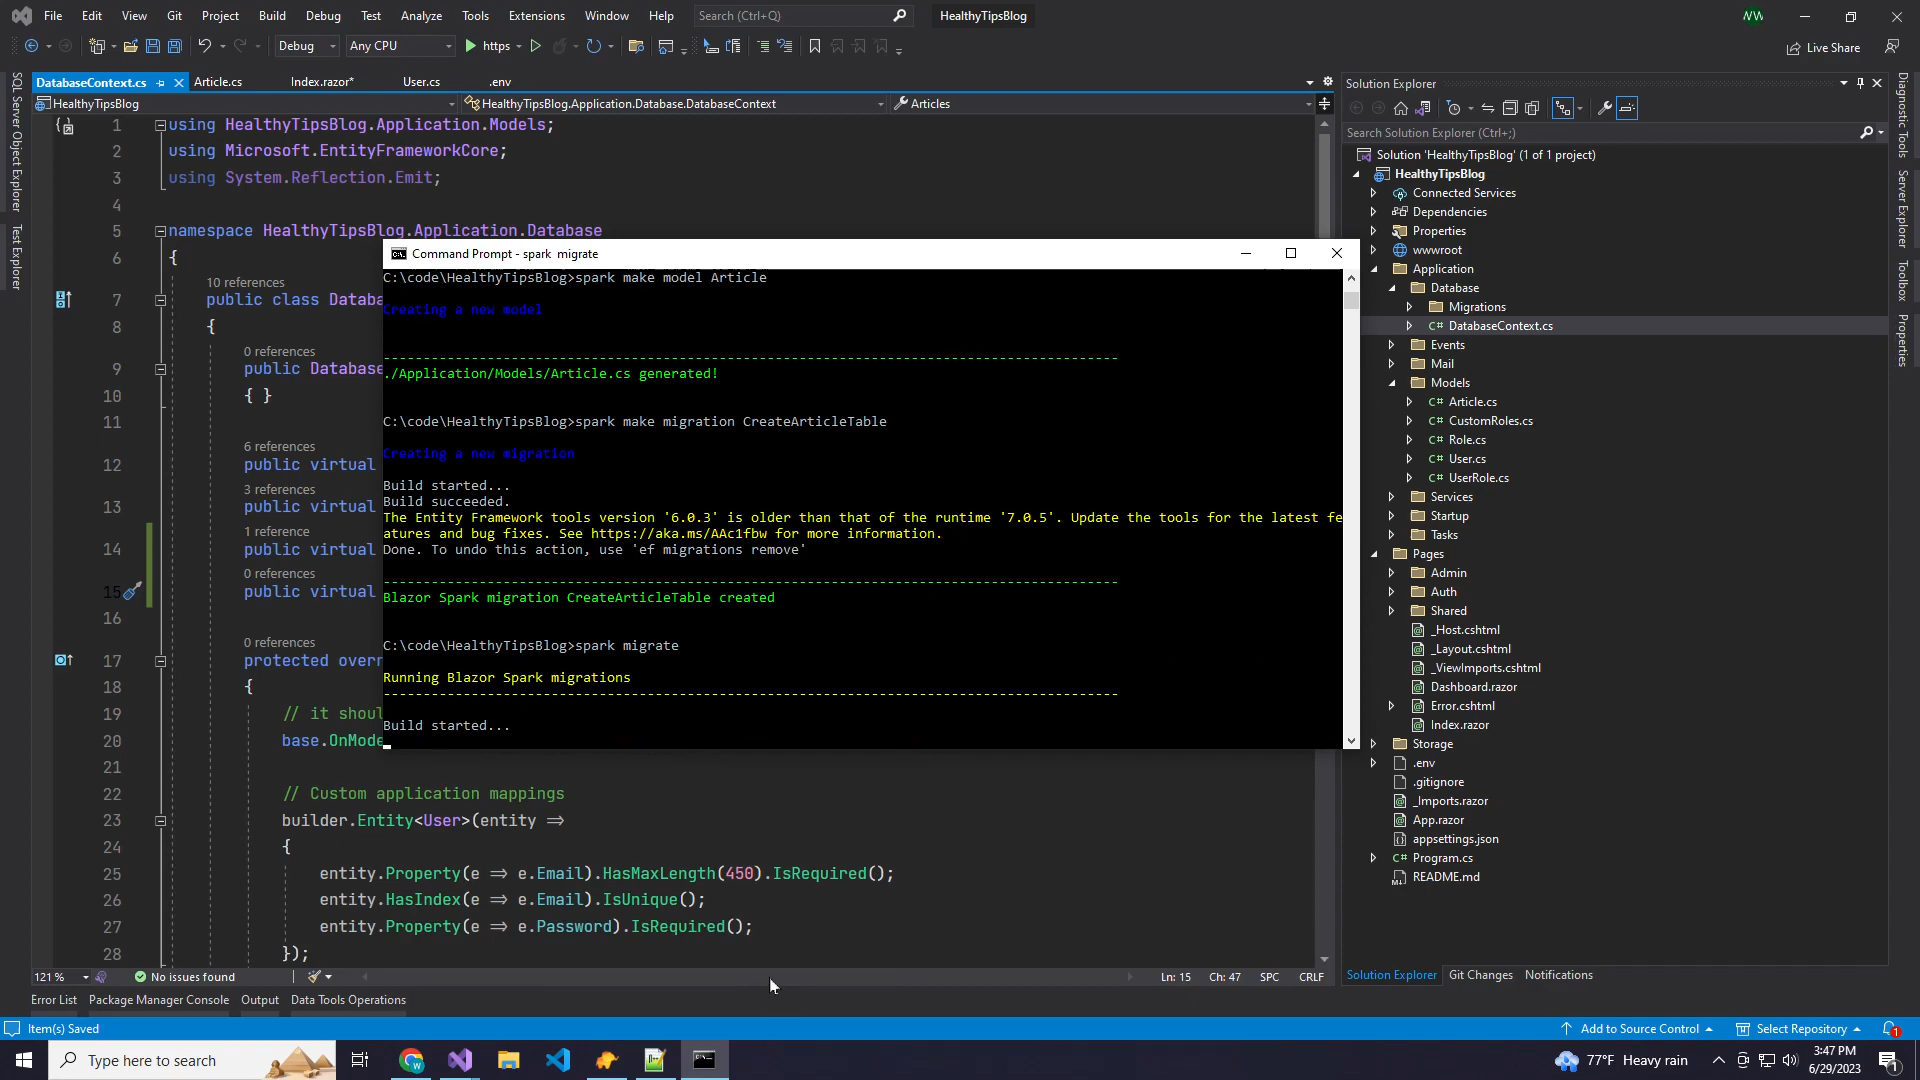 File Edit View Git Project Build Debug Test Analyze Tools Extensions Window Help Search (Ctrl+Q) HealthyTipsBlog
Debug Any CPU https Live Share
DatabaseContext.cs Article.cs Index.razor* User.cs .env
HealthyTipsBlog HealthyTipsBlog.Application.Database.DatabaseContext Articles
SQL Server Object Explorer
Test Explorer
1 using HealthyTipsBlog.Application.Models;
2 using Microsoft.EntityFrameworkCore;
3 using System.Reflection.Emit;
4
5 namespace HealthyTipsBlog.Application.Database
6 {
10 references
7 public class Databa
8 {
0 references
9 public Database
10 { }
11
6 references
12 public virtual
3 references
13 public virtual
1 reference
14 public virtual
0 references
15 public virtual
16
0 references
17 protected overr
18 {
19 // it shoul
20 base.OnMode
21
22 // Custom application mappings
23 builder.Entity<User>(entity =>
24 {
25 entity.Property(e => e.Email).HasMaxLength(450).IsRequired();
26 entity.HasIndex(e => e.Email).IsUnique();
27 entity.Property(e => e.Password).IsRequired();
28 });
Command Prompt - spark  migrate
C:\code\HealthyTipsBlog>spark make model Article
Creating a new model
--------------------------------------------------------------------------------------------
./Application/Models/Article.cs generated!
C:\code\HealthyTipsBlog>spark make migration CreateArticleTable
Creating a new migration
Build started...
Build succeeded.
The Entity Framework tools version '6.0.3' is older than that of the runtime '7.0.5'. Update the tools for the latest fe
atures and bug fixes. See https://aka.ms/AAc1fbw for more information.
Done. To undo this action, use 'ef migrations remove'
--------------------------------------------------------------------------------------------
Blazor Spark migration CreateArticleTable created
C:\code\HealthyTipsBlog>spark migrate
Running Blazor Spark migrations
--------------------------------------------------------------------------------------------
Build started...
Solution Explorer
Search Solution Explorer (Ctrl+;)
Solution 'HealthyTipsBlog' (1 of 1 project)
HealthyTipsBlog
Connected Services
Dependencies
Properties
wwwroot
Application
Database
Migrations
C# DatabaseContext.cs
Events
Mail
Models
C# Article.cs
C# CustomRoles.cs
C# Role.cs
C# User.cs
C# UserRole.cs
Services
Startup
Tasks
Pages
Admin
Auth
Shared
_Host.cshtml
_Layout.cshtml
_ViewImports.cshtml
Dashboard.razor
Error.cshtml
Index.razor
Storage
.env
.gitignore
_Imports.razor
App.razor
appsettings.json
C# Program.cs
README.md
Diagnostic Tools
Server Explorer
Toolbox
Properties
121 % No issues found Ln: 15 Ch: 47 SPC CRLF
Solution Explorer Git Changes Notifications
Error List Package Manager Console Output Data Tools Operations
Item(s) Saved Add to Source Control Select Repository 1
Type here to search
77°F Heavy rain
3:47 PM
6/29/2023
1